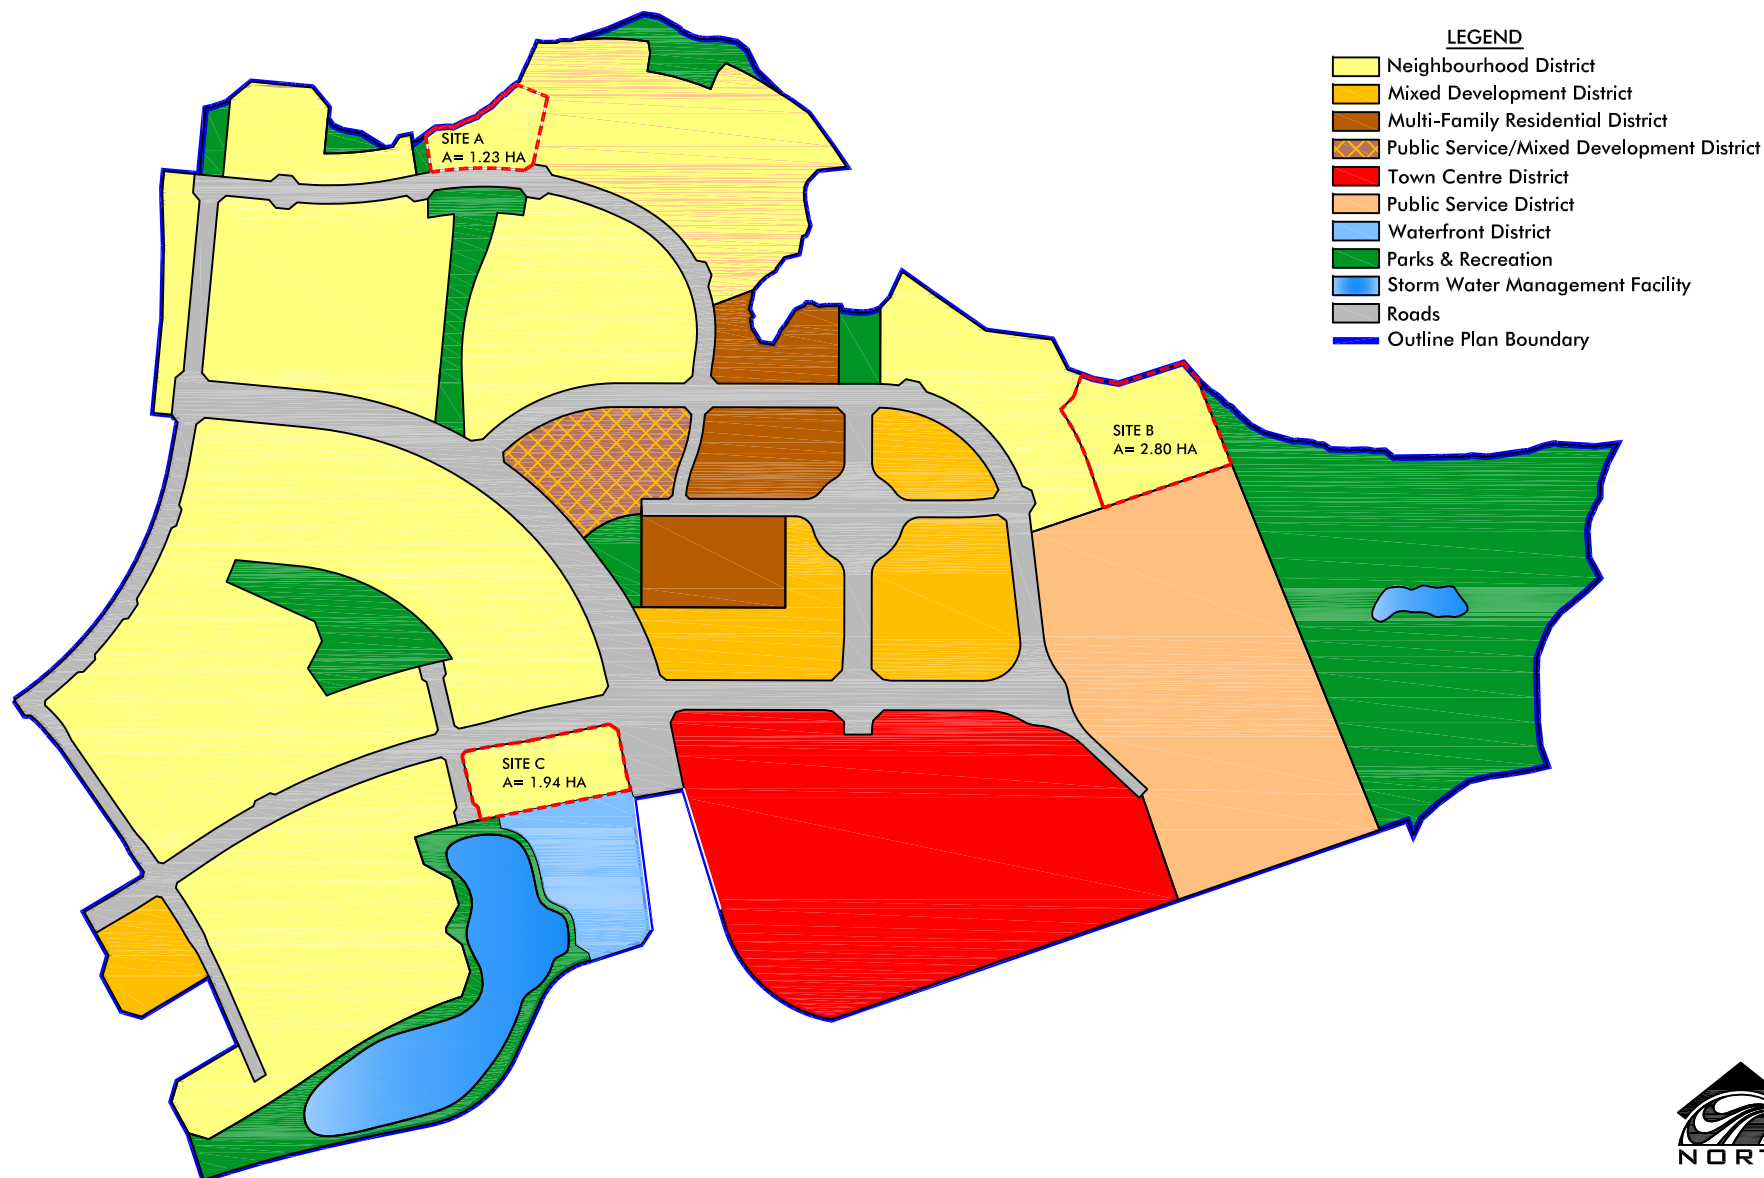 LEGEND
Neighbourhood District
Mixed Development District
Multi-Family Residential District
Public Service/Mixed Development District
Town Centre District
Public Service District
Waterfront District
Parks & Recreation
Storm Water Management Facility
Roads
Outline Plan Boundary
SITE A
A= 1.23 HA
SITE B
A= 2.80 HA
SITE C
A= 1.94 HA
NORT